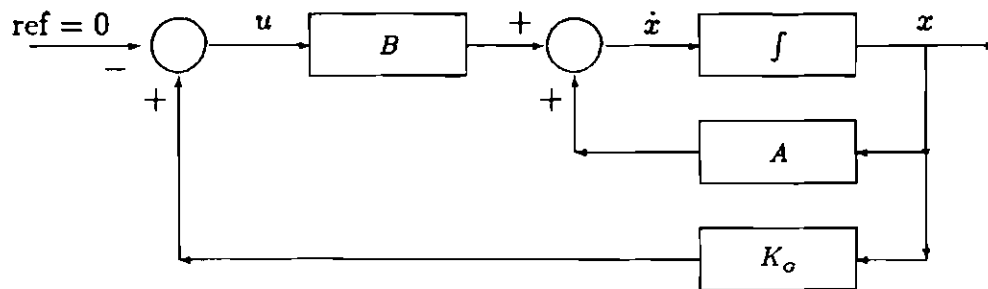 ref = 0
−
+
u
B
+
+
ẋ
∫
x
A
K_o